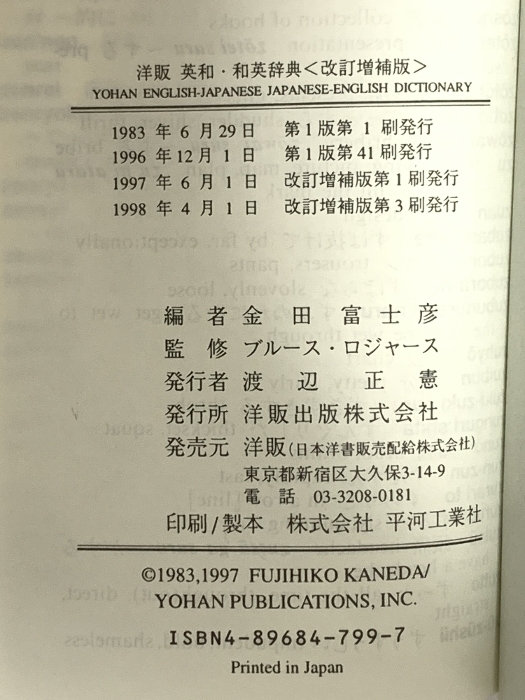 洋販 英和・和英辞典<改訂増補版>
YOHAN ENGLISH-JAPANESE JAPANESE-ENGLISH DICTIONARY
1983 年 6 月 29 日 第 1 版第 1 刷発行
1996 年 12 月 1 日 第 1 版第 41 刷発行
1997 年 6 月 1 日 改訂増補版第 1 刷発行
1998 年 4 月 1 日 改訂増補版第 3 刷発行
編者 金田富士彦
監修 ブルース・ロジャース
発行者 渡辺正憲
発行所 洋販出版株式会社
発売元 洋販(日本洋書販売配給株式会社)
東京都新宿区大久保3-14-9
電話 03-3208-0181
印刷/製本 株式会社 平河工業社
©1983,1997 FUJIHIKO KANEDA/
YOHAN PUBLICATIONS, INC.
ISBN4-89684-799-7
Printed in Japan